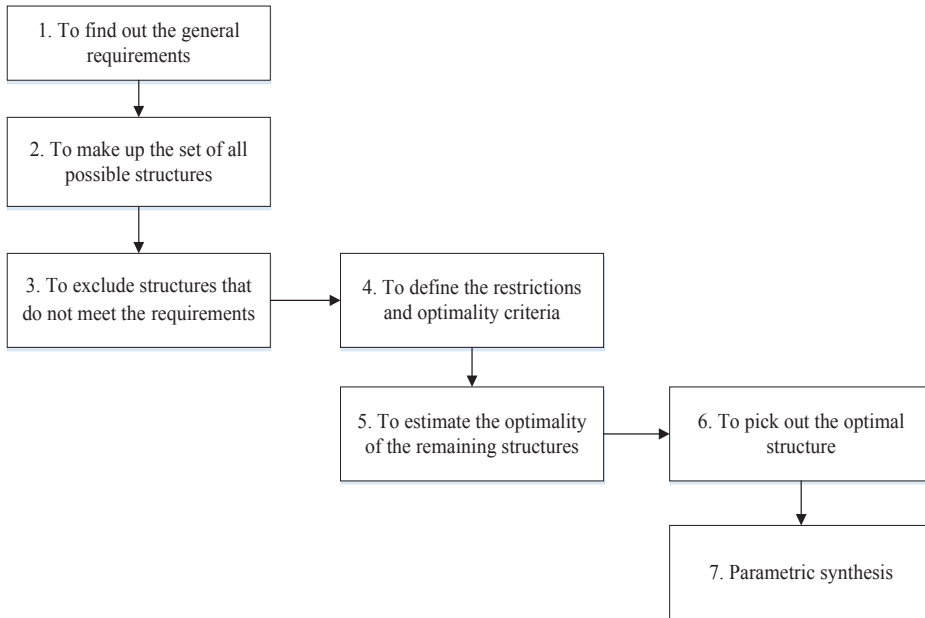 1. To find out the general
requirements
2. To make up the set of all
possible structures
3. To exclude structures that
do not meet the requirements
4. To define the restrictions
and optimality criteria
5. To estimate the optimality
of the remaining structures
6. To pick out the optimal
structure
7. Parametric synthesis